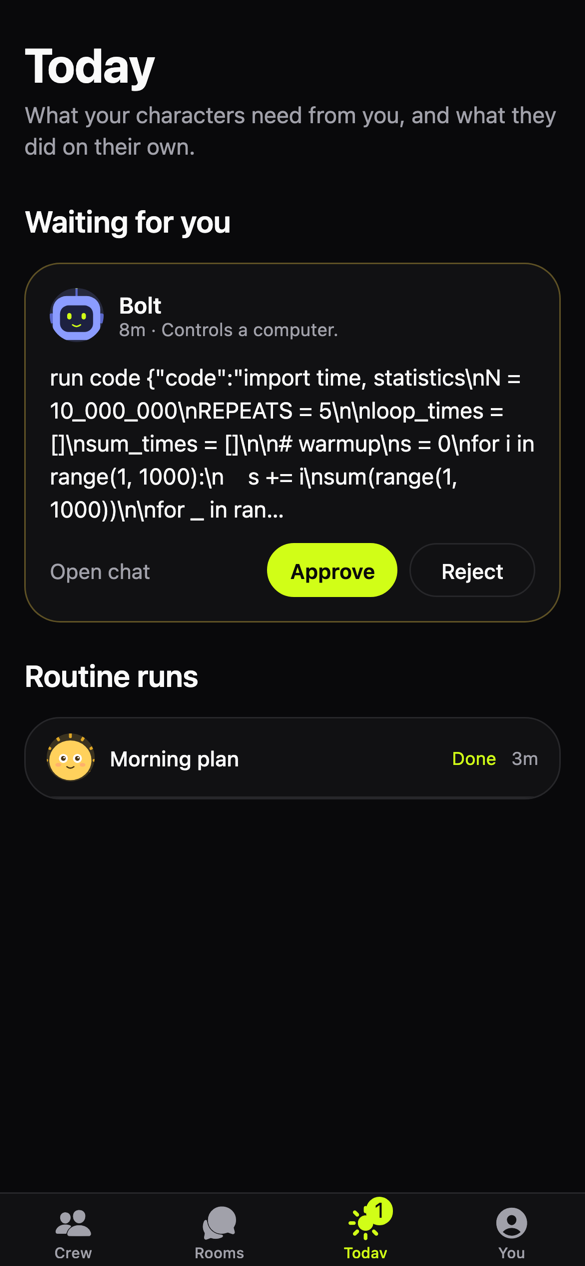 Today
What your characters need from you, and what they
did on their own.
Waiting for you
Bolt
8m · Controls a computer.
run code {"code":"import time, statistics\nN =
10_000_000\nREPEATS = 5\n\nloop_times =
[]\nsum_times = []\n\n# warmup\ns = 0\nfor i in
range(1, 1000):\n    s += i\nsum(range(1,
1000))\n\nfor _ in ran...
Open chat
Approve
Reject
Routine runs
Morning plan
Done
3m
1
Crew
Rooms
Today
You